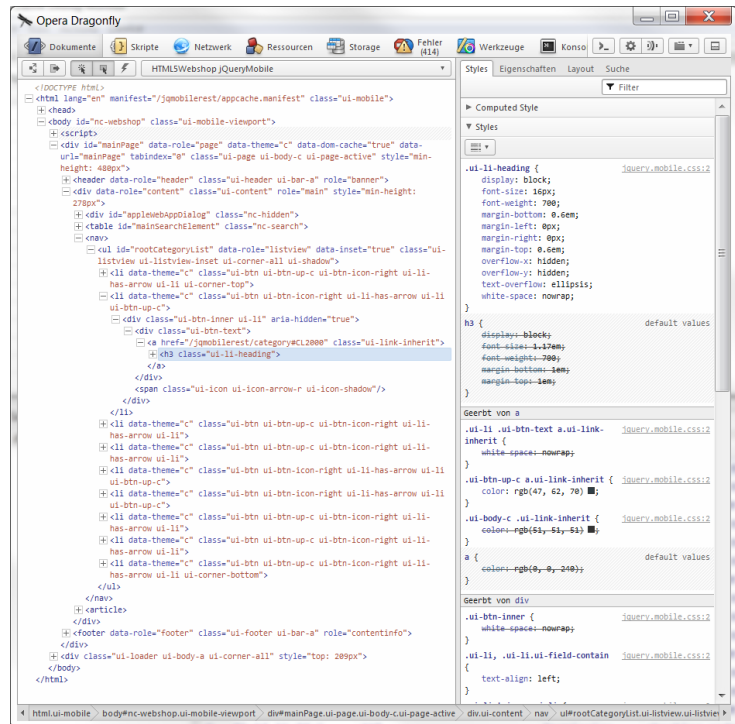 Opera Dragonfly
Dokumente Skripte Netzwerk Ressourcen Storage Fehler (414) Werkzeuge Konso
HTML5Webshop jQueryMobile
<!DOCTYPE html>
<html lang="en" manifest="/jqmobilerest/appcache.manifest" class="ui-mobile">
<head>
<body id="nc-webshop" class="ui-mobile-viewport">
<script>
<div id="mainPage" data-role="page" data-theme="c" data-dom-cache="true" data-
url="mainPage" tabindex="0" class="ui-page ui-body-c ui-page-active" style="min-
height: 480px">
<header data-role="header" class="ui-header ui-bar-a" role="banner">
<div data-role="content" class="ui-content" role="main" style="min-height:
278px">
<div id="appleWebAppDialog" class="nc-hidden">
<table id="mainSearchElement" class="nc-search">
<nav>
<ul id="rootCategoryList" data-role="listview" data-inset="true" class="ui-
listview ui-listview-inset ui-corner-all ui-shadow">
<li data-theme="c" class="ui-btn ui-btn-up-c ui-btn-icon-right ui-li-
has-arrow ui-li ui-corner-top">
<li data-theme="c" class="ui-btn ui-btn-icon-right ui-li-has-arrow ui-li
ui-btn-up-c">
<div class="ui-btn-inner ui-li" aria-hidden="true">
<div class="ui-btn-text">
<a href="/jqmobilerest/category#CL2000" class="ui-link-inherit">
<h3 class="ui-li-heading">
</a>
</div>
<span class="ui-icon ui-icon-arrow-r ui-icon-shadow"/>
</div>
</li>
<li data-theme="c" class="ui-btn ui-btn-up-c ui-btn-icon-right ui-li-
has-arrow ui-li">
<li data-theme="c" class="ui-btn ui-btn-up-c ui-btn-icon-right ui-li-
has-arrow ui-li">
<li data-theme="c" class="ui-btn ui-btn-icon-right ui-li-has-arrow ui-li
ui-btn-up-c">
<li data-theme="c" class="ui-btn ui-btn-icon-right ui-li-has-arrow ui-li
ui-btn-up-c">
<li data-theme="c" class="ui-btn ui-btn-up-c ui-btn-icon-right ui-li-
has-arrow ui-li">
<li data-theme="c" class="ui-btn ui-btn-up-c ui-btn-icon-right ui-li-
has-arrow ui-li">
<li data-theme="c" class="ui-btn ui-btn-up-c ui-btn-icon-right ui-li-
has-arrow ui-li ui-corner-bottom">
</ul>
</nav>
<article>
</div>
<footer data-role="footer" class="ui-footer ui-bar-a" role="contentinfo">
</div>
<div class="ui-loader ui-body-a ui-corner-all" style="top: 209px">
</body>
</html>
Styles Eigenschaften Layout Suche
Filter
Computed Style
Styles
.ui-li-heading { jquery.mobile.css:2
display: block;
font-size: 16px;
font-weight: 700;
margin-bottom: 0.6em;
margin-left: 0px;
margin-right: 0px;
margin-top: 0.6em;
overflow-x: hidden;
overflow-y: hidden;
text-overflow: ellipsis;
white-space: nowrap;
}
h3 { default values
display: block;
font-size: 1.17em;
font-weight: 700;
margin-bottom: 1em;
margin-top: 1em;
}
Geerbt von a
.ui-li .ui-btn-text a.ui-link- jquery.mobile.css:2
inherit {
white-space: nowrap;
}
.ui-btn-up-c a.ui-link-inherit { jquery.mobile.css:2
color: rgb(47, 62, 70) ;
}
.ui-body-c .ui-link-inherit { jquery.mobile.css:2
color: rgb(51, 51, 51) ;
}
a { default values
color: rgb(0, 0, 240);
}
Geerbt von div
.ui-btn-inner { jquery.mobile.css:2
white-space: nowrap;
}
.ui-li, .ui-li.ui-field-contain jquery.mobile.css:2
{
text-align: left;
}
html.ui-mobile body#nc-webshop.ui-mobile-viewport div#mainPage.ui-page.ui-body-c.ui-page-active div.ui-content nav ul#rootCategoryList.ui-listview.ui-listview